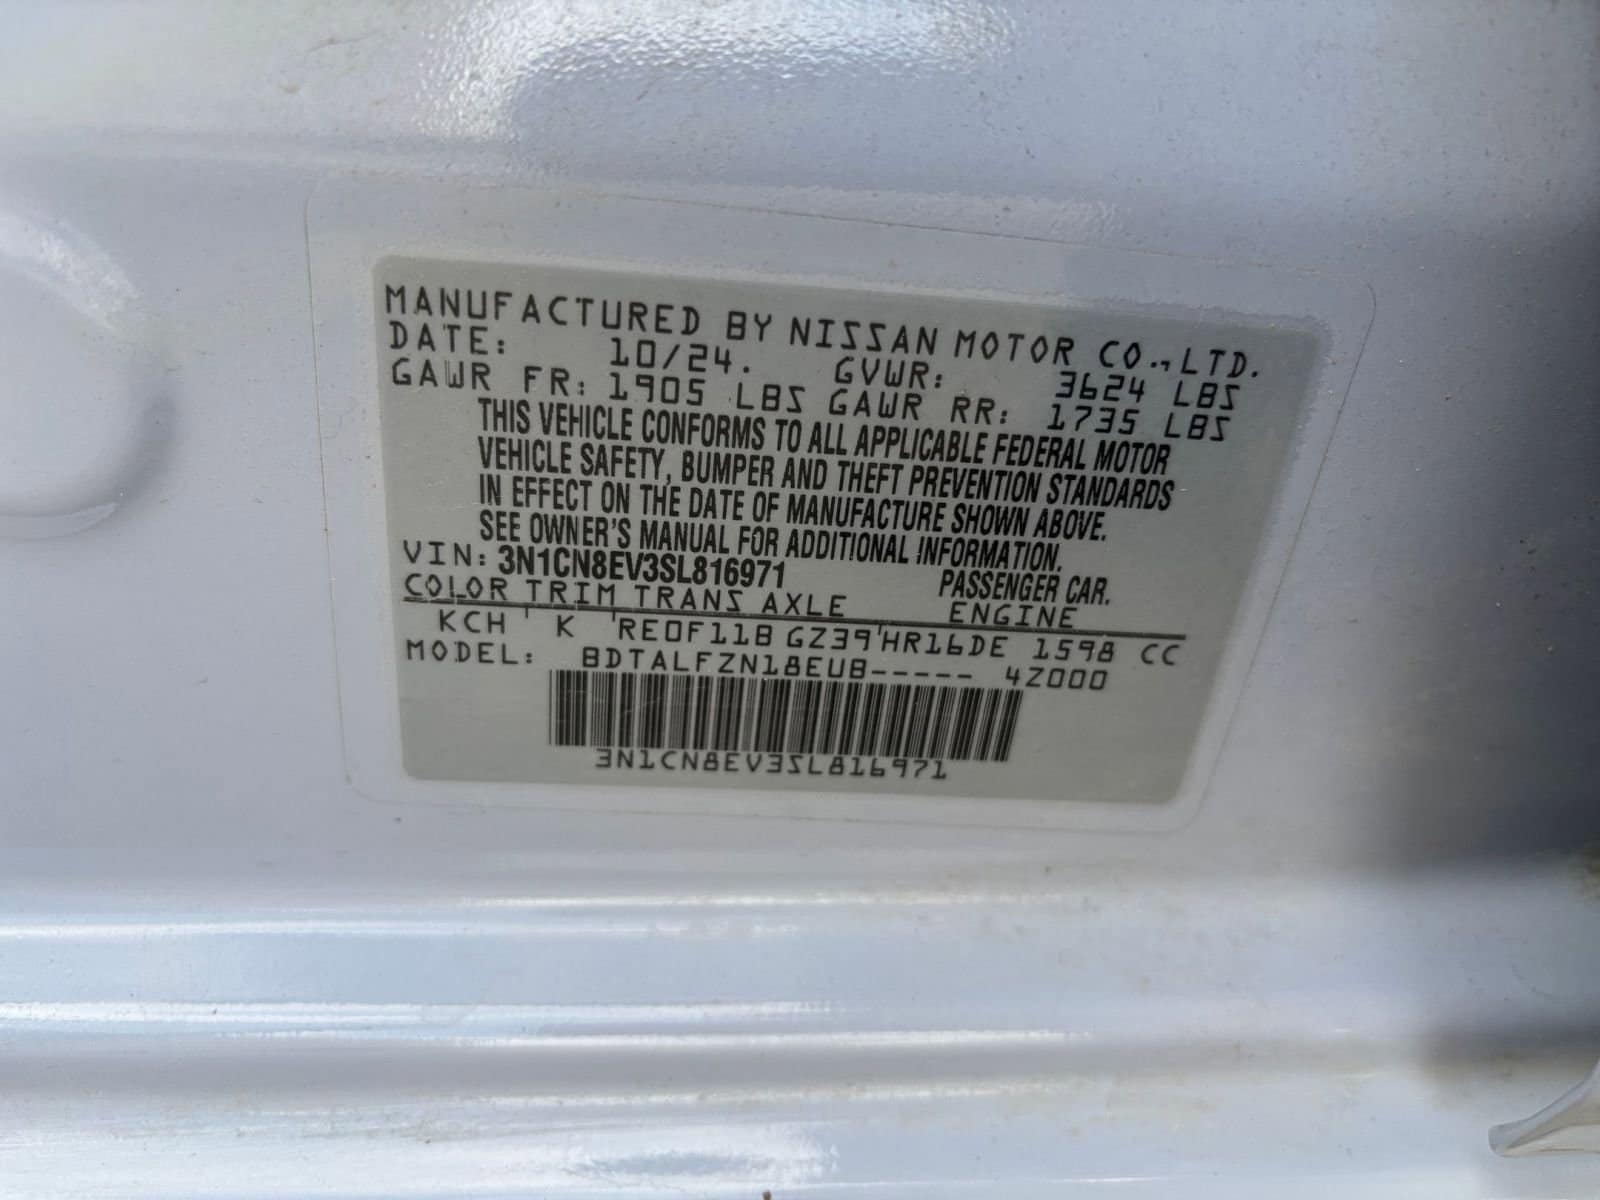 MANUFACTURED BY NISSAN MOTOR CO., LTD.
DATE: 10/24. GVWR: 3624 LBS
GAWR FR: 1905 LBS GAWR RR: 1735 LBS
THIS VEHICLE CONFORMS TO ALL APPLICABLE FEDERAL MOTOR
VEHICLE SAFETY, BUMPER AND THEFT PREVENTION STANDARDS
IN EFFECT ON THE DATE OF MANUFACTURE SHOWN ABOVE.
SEE OWNER'S MANUAL FOR ADDITIONAL INFORMATION.
VIN: 3N1CN8EV3SL816971 PASSENGER CAR.
COLOR TRIM TRANS AXLE ENGINE
KCH K RE0F11B GZ39 HR16DE 1598 CC
MODEL: BDTALFZN18EUB----- 4Z000
3N1CN8EV3SL816971